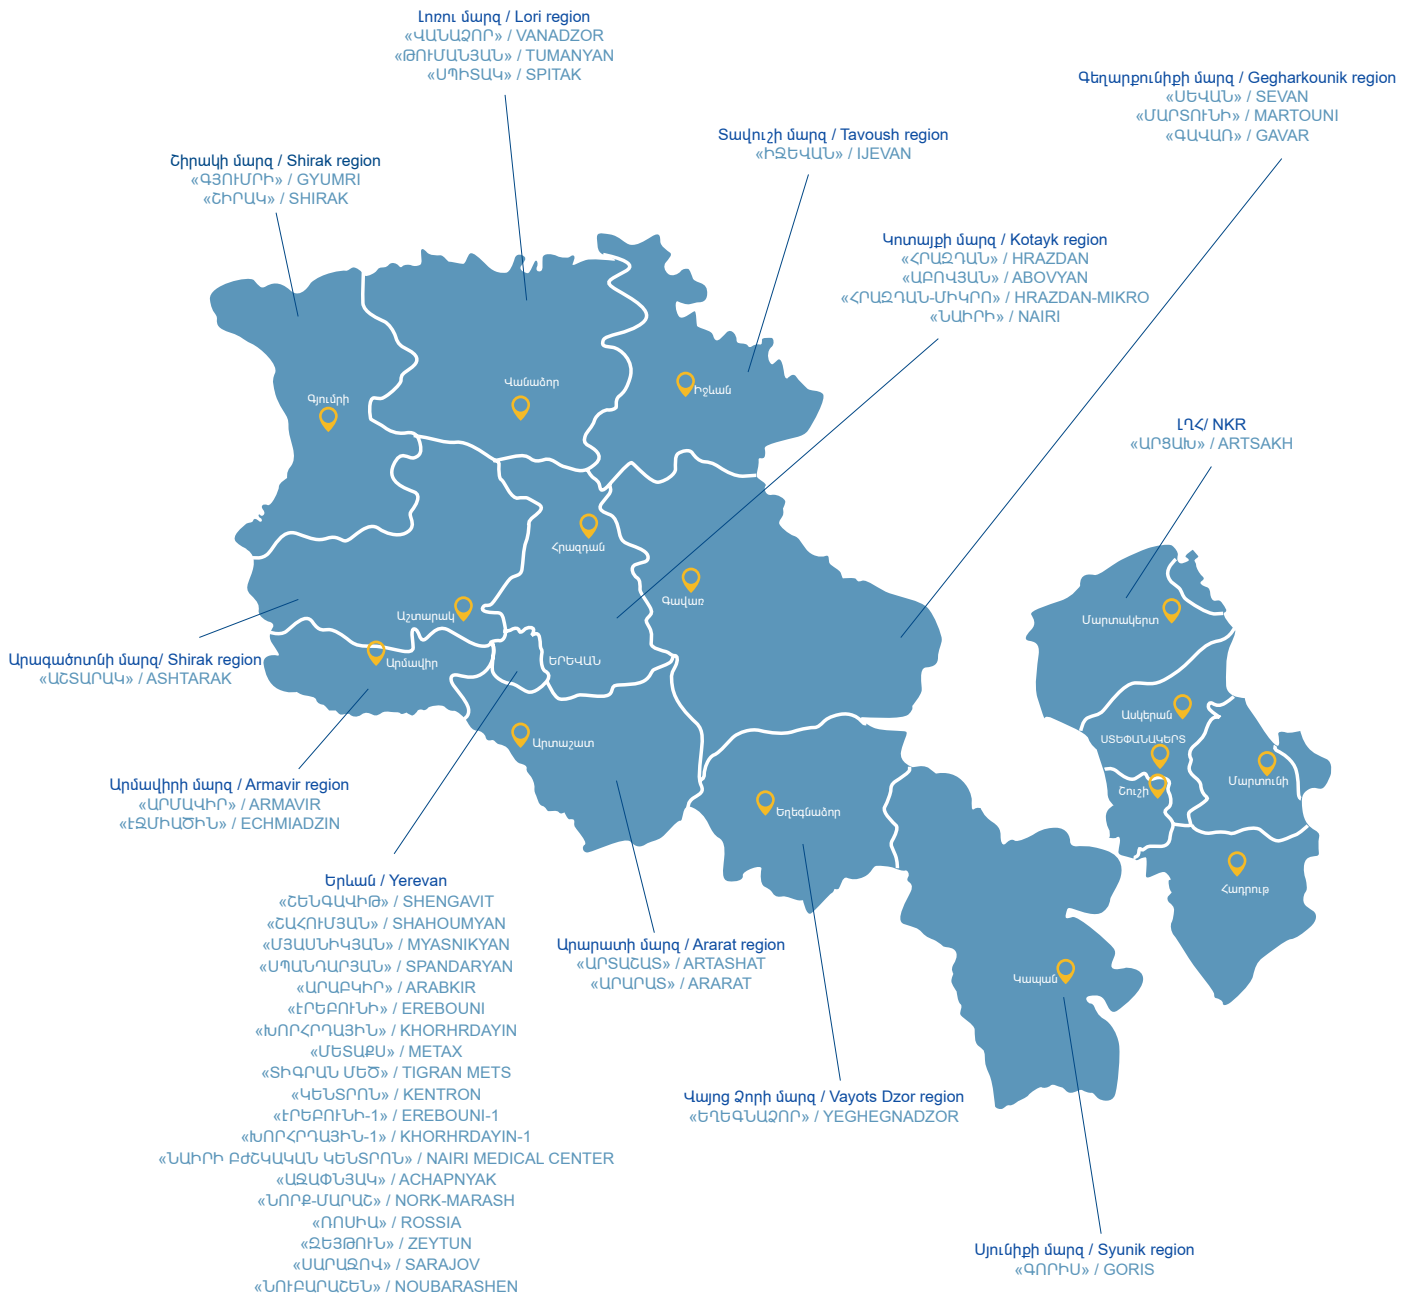 Լոռու մարզ / Lori region
«ՎԱՆԱՁՈՐ» / VANADZOR
«ԹՈՒՄԱՆՅԱՆ» / TUMANYAN
«ՍՊԻՏԱԿ» / SPITAK
Գեղարքունիքի մարզ / Gegharkounik region
«ՍԵՎԱՆ» / SEVAN
«ՄԱՐՏՈՒՆԻ» / MARTOUNI
«ԳԱՎԱՌ» / GAVAR
Տավուշի մարզ / Tavoush region
«ԻՋԵՎԱՆ» / IJEVAN
Շիրակի մարզ / Shirak region
«ԳՅՈՒՄՐԻ» / GYUMRI
«ՇԻՐԱԿ» / SHIRAK
Կոտայքի մարզ / Kotayk region
«ՀՐԱԶԴԱՆ» / HRAZDAN
«ԱԲՈՎՅԱՆ» / ABOVYAN
«ՀՐԱԶԴԱՆ-ՄԻԿՐՈ» / HRAZDAN-MIKRO
«ՆԱԻՐԻ» / NAIRI
Վանաձոր
Իջևան
Գյումրի
ԼՂՀ/ NKR
«ԱՐՑԱԽ» / ARTSAKH
Հրազդան
Գավառ
Աշտարակ
Մարտակերտ
Արմավիր
ԵՐԵՎԱՆ
Արագածոտնի մարզ/ Shirak region
«ԱՇՏԱՐԱԿ» / ASHTARAK
Ասկերան
ՍՏԵՓԱՆԱԿԵՐՏ
Արտաշատ
Մարտունի
Շուշի
Արմավիրի մարզ / Armavir region
«ԱՐՄԱՎԻՐ» / ARMAVIR
«ԷՋՄԻԱԾԻՆ» / ECHMIADZIN
Եղեգնաձոր
Հադրութ
Երևան / Yerevan
«ՇԵՆԳԱՎԻԹ» / SHENGAVIT
«ՇԱՀՈՒՄՅԱՆ» / SHAHOUMYAN
«ՄՅԱՍՆԻԿՅԱՆ» / MYASNIKYAN
«ՍՊԱՆԴԱՐՅԱՆ» / SPANDARYAN
«ԱՐԱԲԿԻՐ» / ARABKIR
«ԷՐԵԲՈՒՆԻ» / EREBOUNI
«ԽՈՐՀՐԴԱՅԻՆ» / KHORHRDAYIN
«ՄԵՏԱՔՍ» / METAX
«ՏԻԳՐԱՆ ՄԵԾ» / TIGRAN METS
«ԿԵՆՏՐՈՆ» / KENTRON
«ԷՐԵԲՈՒՆԻ-1» / EREBOUNI-1
«ԽՈՐՀՐԴԱՅԻՆ-1» / KHORHRDAYIN-1
«ՆԱԻՐԻ ԲԺՇԿԱԿԱՆ ԿԵՆՏՐՈՆ» / NAIRI MEDICAL CENTER
«ԱՋԱՓՆՅԱԿ» / ACHAPNYAK
«ՆՈՐՔ-ՄԱՐԱՇ» / NORK-MARASH
«ՌՈՍԻԱ» / ROSSIA
«ԶԵՅԹՈՒՆ» / ZEYTUN
«ՍԱՐԱՋՈՎ» / SARAJOV
«ՆՈՒԲԱՐԱՇԵՆ» / NOUBARASHEN
Արարատի մարզ / Ararat region
«ԱՐՏԱՇԱՏ» / ARTASHAT
«ԱՐԱՐԱՏ» / ARARAT
Կապան
Վայոց Ձորի մարզ / Vayots Dzor region
«ԵՂԵԳՆԱՁՈՐ» / YEGHEGNADZOR
Սյունիքի մարզ / Syunik region
«ԳՈՐԻՍ» / GORIS